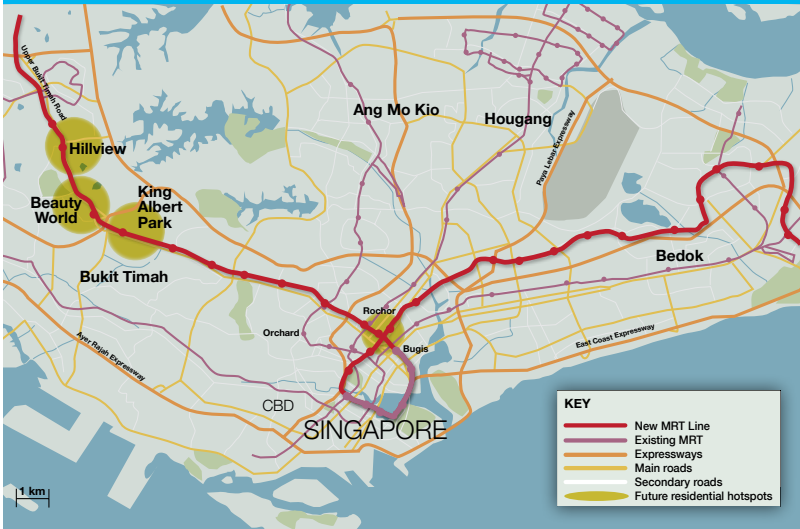 Upper Bukit Timah Road
Ang Mo Kio
Hougang
Paya Lebar Expressway
Hillview
Beauty
World
King
Albert
Park
Bukit Timah
Bedok
Rochor
Orchard
Bugis
East Coast Expressway
Ayer Rajah Expressway
CBD
SINGAPORE
1 km
KEY
New MRT Line
Existing MRT
Expressways
Main roads
Secondary roads
Future residential hotspots